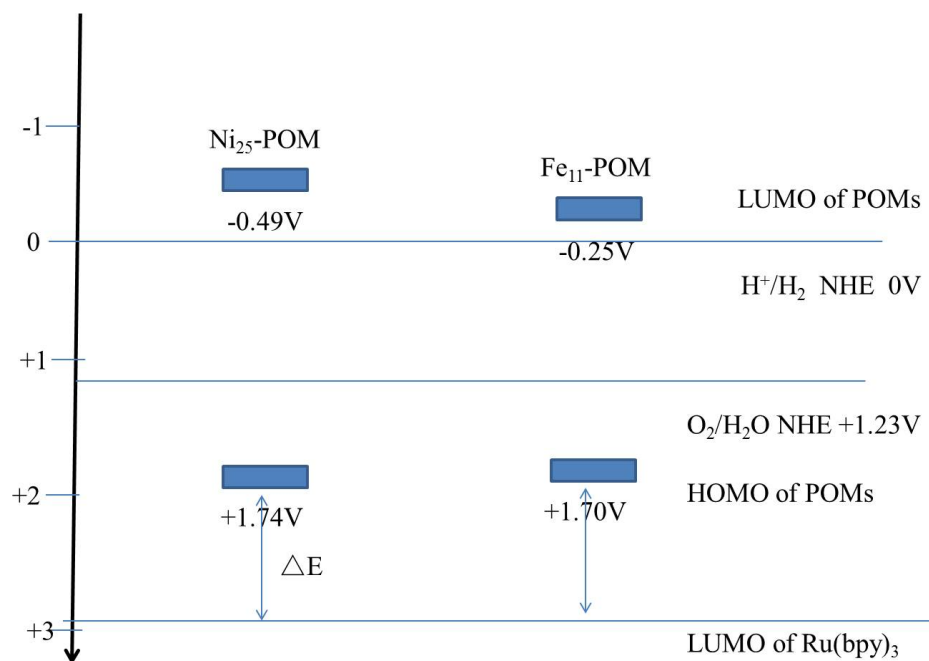 -1
Ni₂₅-POM
Fe₁₁-POM
LUMO of POMs
-0.49V
0
-0.25V
H⁺/H₂ NHE 0V
+1
O₂/H₂O NHE +1.23V
+2
HOMO of POMs
+1.74V
+1.70V
△E
+3
LUMO of Ru(bpy)₃